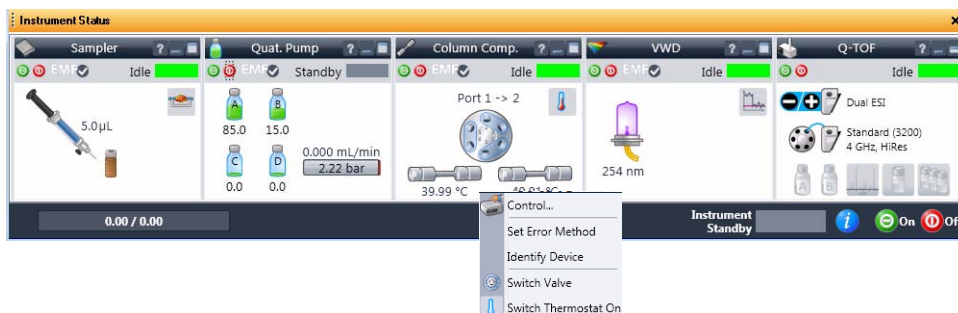 Instrument Status
Sampler ?
EMF Idle
5.0µL
Quat. Pump ?
EMF Standby
A B
85.0 15.0
C D
0.0 0.0
0.000 mL/min
2.22 bar
Column Comp. ?
EMF Idle
Port 1 -> 2
39.99 °C
VWD ?
EMF Idle
254 nm
Q-TOF ?
Idle
Dual ESI
Standard (3200)
4 GHz, HiRes
A B
0.00 / 0.00
Instrument
Standby
On Of
Control...
Set Error Method
Identify Device
Switch Valve
Switch Thermostat On